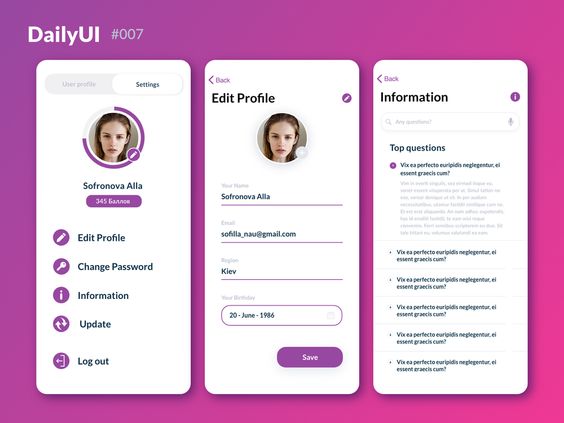 DailyUI #007
User profile
Settings
Sofronova Alla
345 Баллов
Edit Profile
Change Password
Information
Update
Log out
Back
Edit Profile
Your Name
Sofronova Alla
Email
sofilla_nau@gmail.com
Region
Kiev
Your Birthday
20 - June - 1986
Save
Back
Information
Any questions?
Top questions
Vix ea perfecto euripidis neglegentur, ei
essent graecis cum?
Vix ea perfecto euripidis neglegentur, ei
essent graecis cum?
Vix ea perfecto euripidis neglegentur, ei
essent graecis cum?
Vix ea perfecto euripidis neglegentur, ei
essent graecis cum?
Vix ea perfecto euripidis neglegentur, ei
essent graecis cum?
Vix ea perfecto euripidis neglegentur, ei
essent graecis cum?